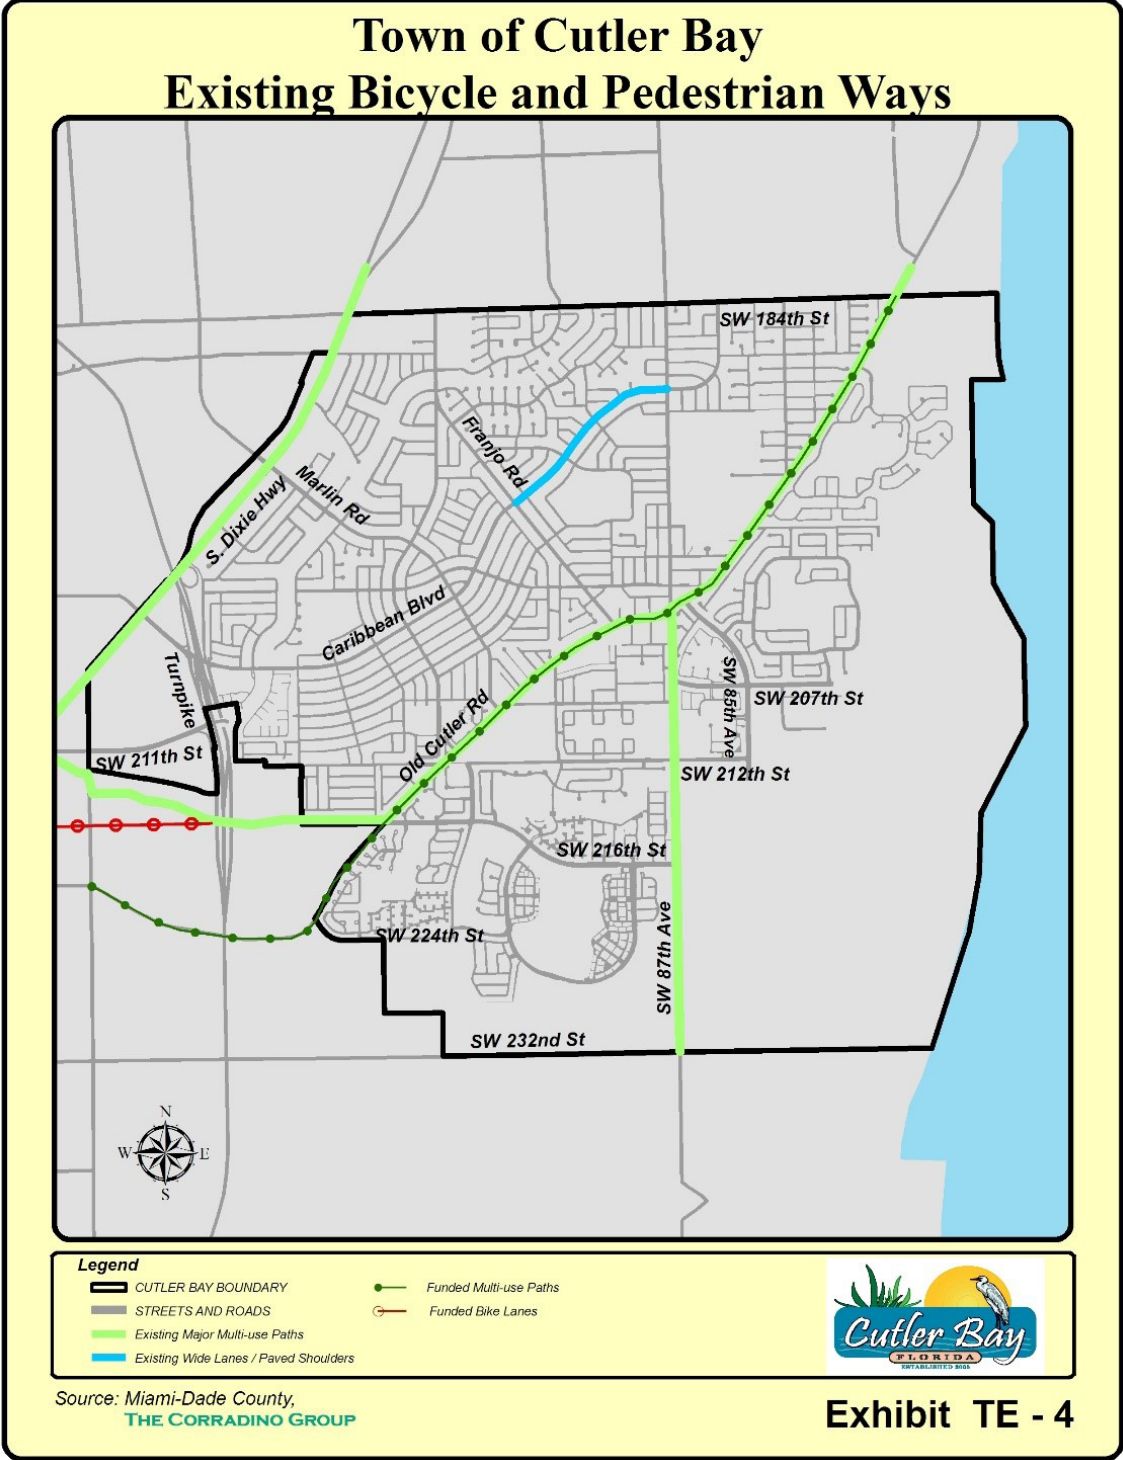 Town of Cutler Bay
Existing Bicycle and Pedestrian Ways
SW 184th St
Franjo Rd
Marlin Rd
S. Dixie Hwy
Caribbean Blvd
Turnpike
SW 85th Ave
SW 207th St
Old Cutler Rd
SW 211th St
SW 212th St
SW 216th St
SW 87th Ave
SW 224th St
SW 232nd St
N
W E
S
Legend
CUTLER BAY BOUNDARY
STREETS AND ROADS
Existing Major Multi-use Paths
Existing Wide Lanes / Paved Shoulders
Funded Multi-use Paths
Funded Bike Lanes
Cutler Bay
FLORIDA
ESTABLISHED 2005
Source: Miami-Dade County,
THE CORRADINO GROUP
Exhibit TE - 4